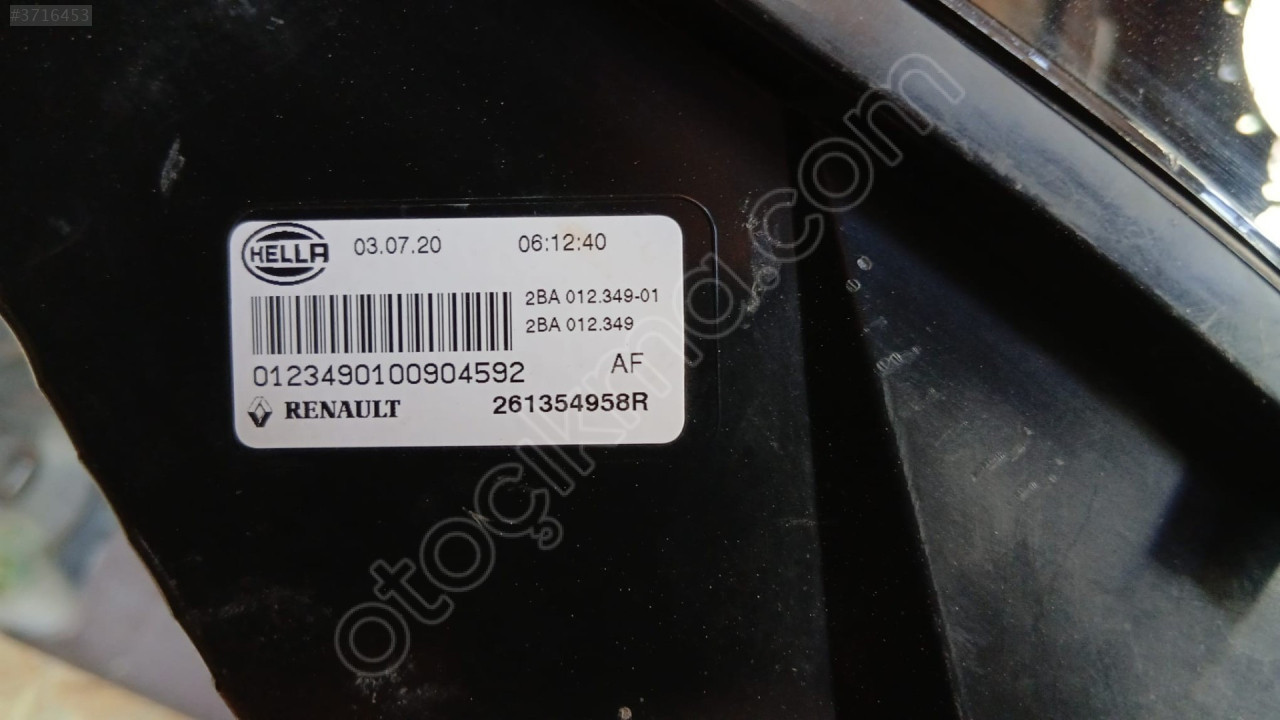 #3716453
HELLA 03.07.20 06:12:40
2BA 012.349-01
2BA 012.349
0123490100904592 AF
RENAULT 261354958R
otoçıkma.com